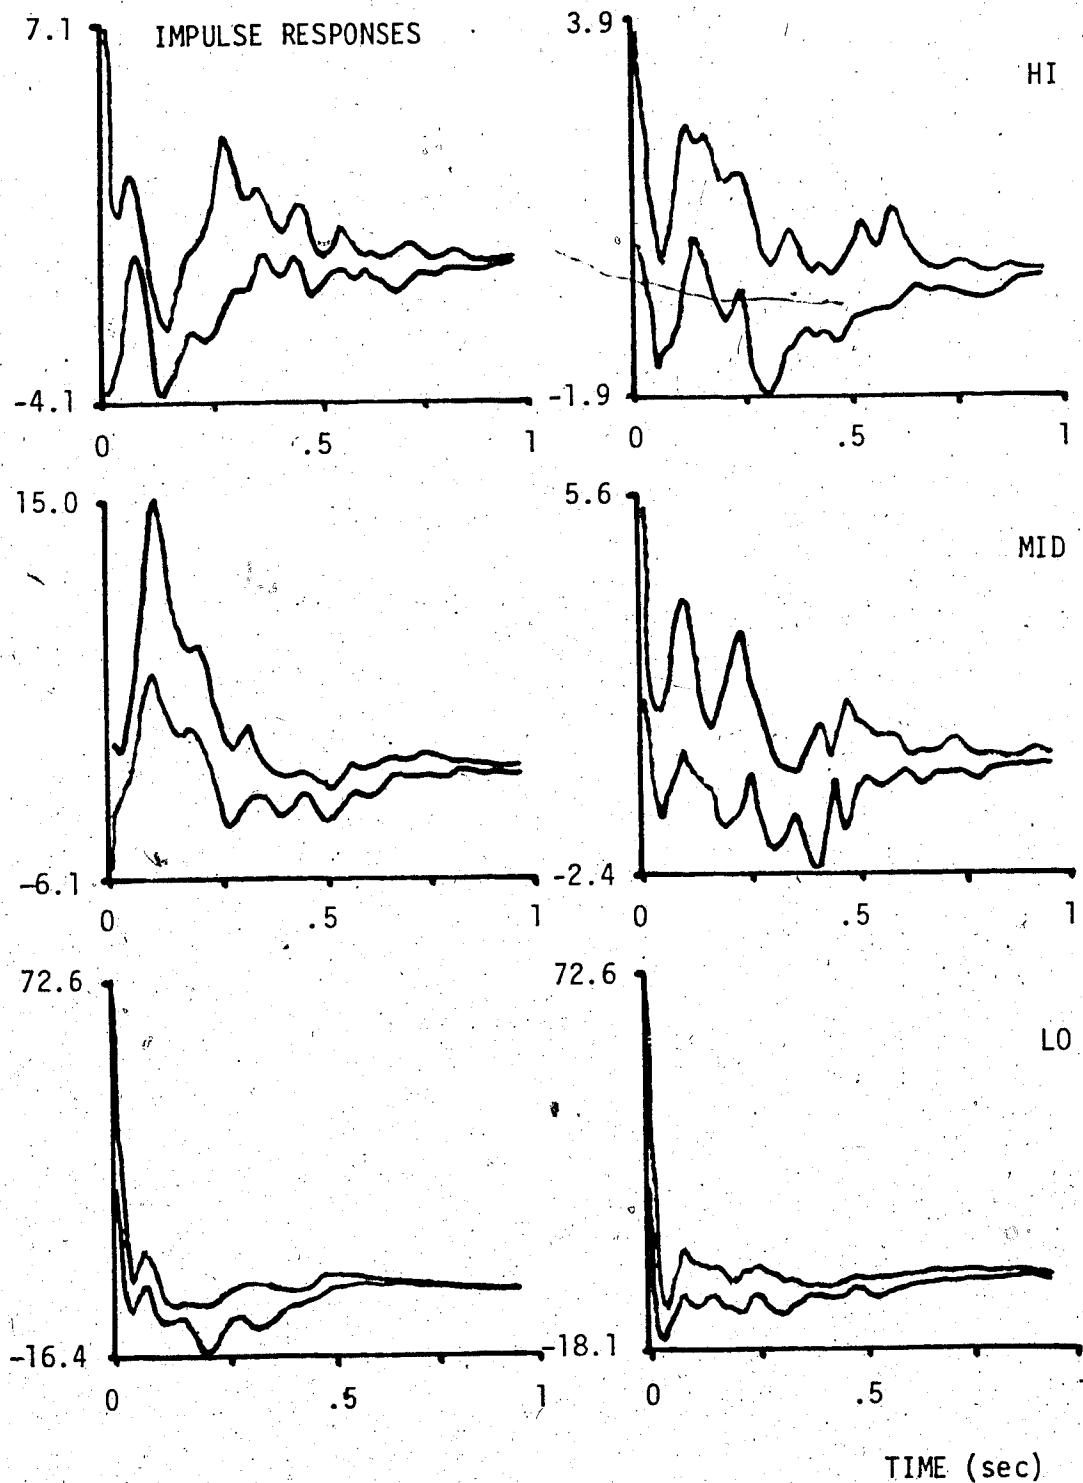 7.1 IMPULSE RESPONSES 3.9
HI
-4.1 -1.9
0 .5 1 0 .5 1
15.0 5.6
MID
-6.1 -2.4
0 .5 1 0 .5 1
72.6 72.6
LO
-16.4 -18.1
0 .5 1 0 .5
TIME (sec)